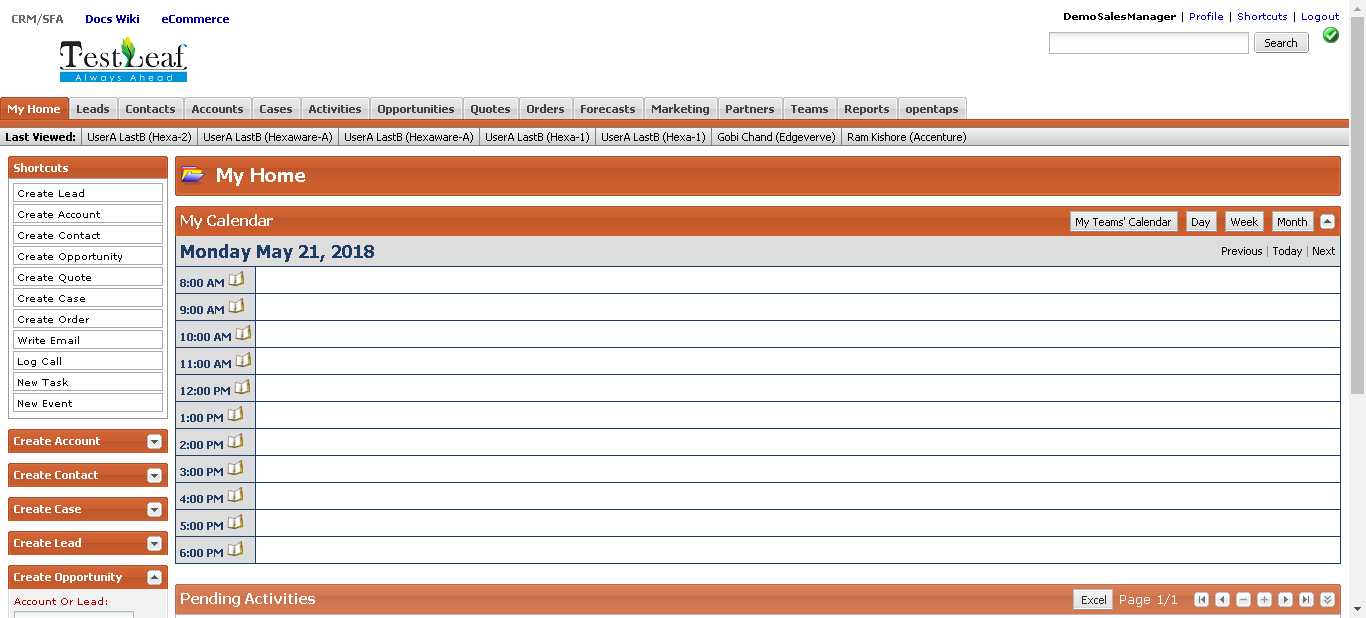 CRM/SFA Docs Wiki eCommerce
DemoSalesManager | Profile | Shortcuts | Logout
TestLeaf
Always Ahead
Search
My Home Leads Contacts Accounts Cases Activities Opportunities Quotes Orders Forecasts Marketing Partners Teams Reports opentaps
Last Viewed: UserA LastB (Hexa-2) UserA LastB (Hexaware-A) UserA LastB (Hexaware-A) UserA LastB (Hexa-1) UserA LastB (Hexa-1) Gobi Chand (Edgeverve) Ram Kishore (Accenture)
Shortcuts
Create Lead
Create Account
Create Contact
Create Opportunity
Create Quote
Create Case
Create Order
Write Email
Log Call
New Task
New Event
Create Account
Create Contact
Create Case
Create Lead
Create Opportunity
Account Or Lead:
My Home
My Calendar
My Teams' Calendar Day Week Month
Monday May 21, 2018
Previous | Today | Next
8:00 AM
9:00 AM
10:00 AM
11:00 AM
12:00 PM
1:00 PM
2:00 PM
3:00 PM
4:00 PM
5:00 PM
6:00 PM
Pending Activities
Excel Page 1/1